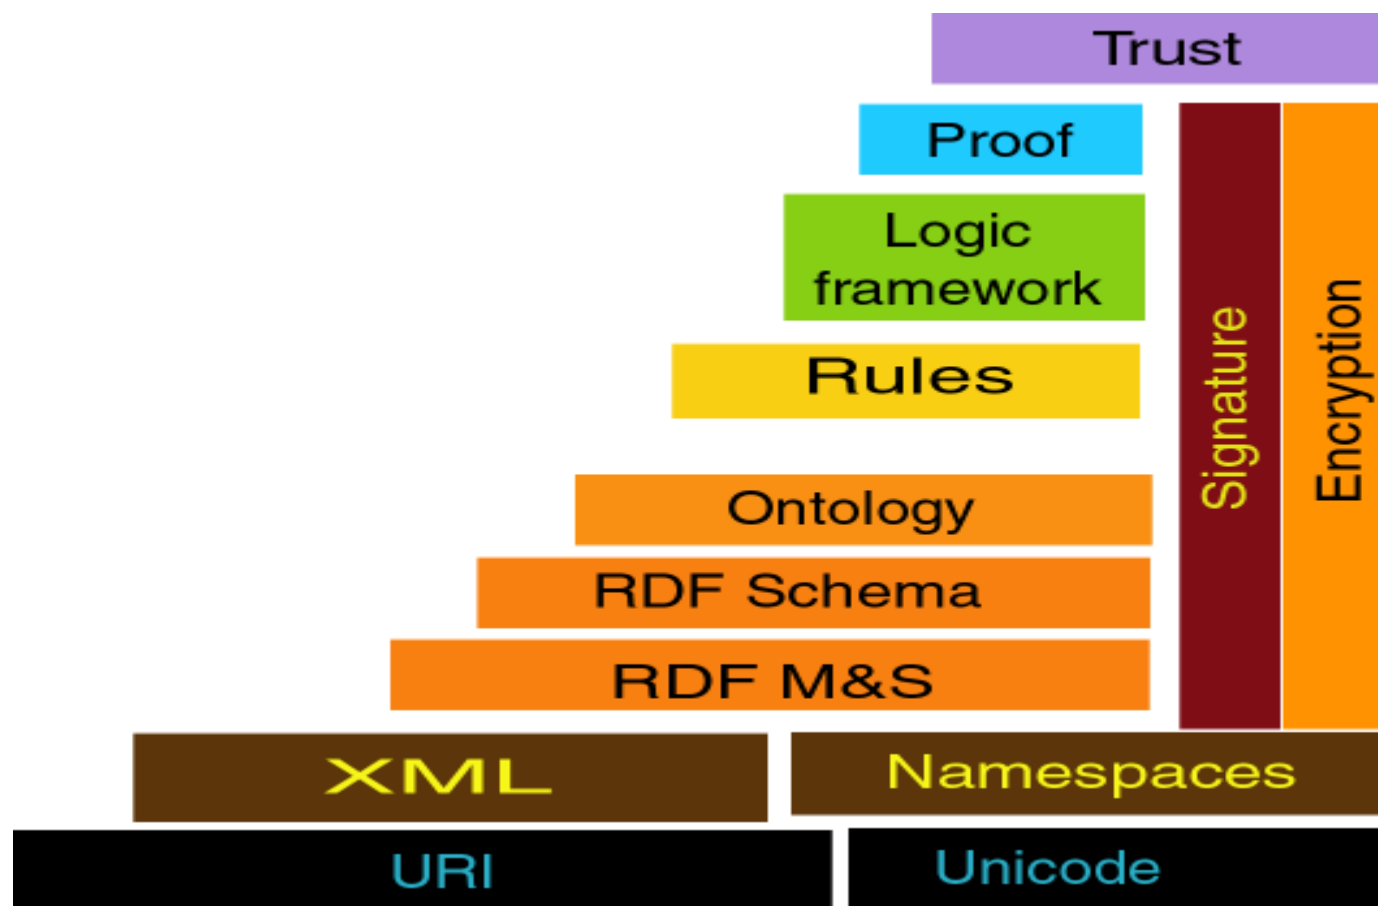 Trust
Proof
Logic
framework
Rules
Ontology
RDF Schema
RDF M&S
Signature
Encryption
XML
Namespaces
URI
Unicode